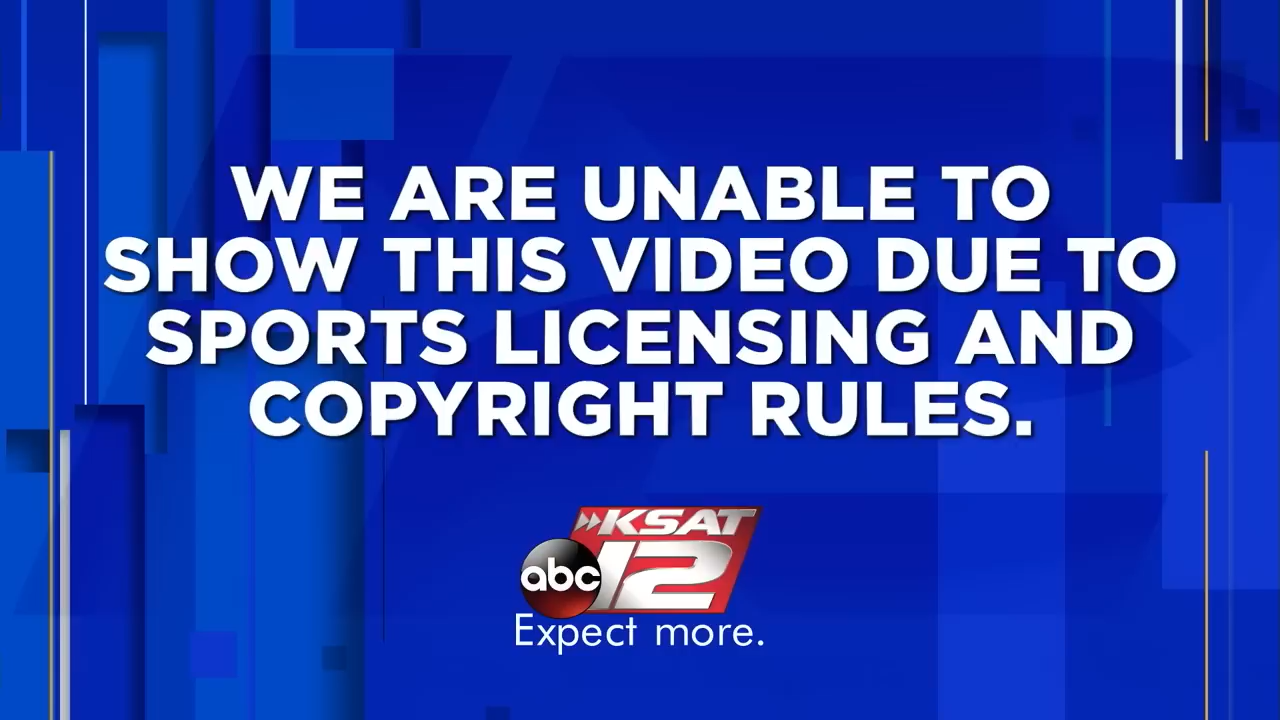 WE ARE UNABLE TO
SHOW THIS VIDEO DUE TO
SPORTS LICENSING AND
COPYRIGHT RULES.
KSAT
abc 12
Expect more.